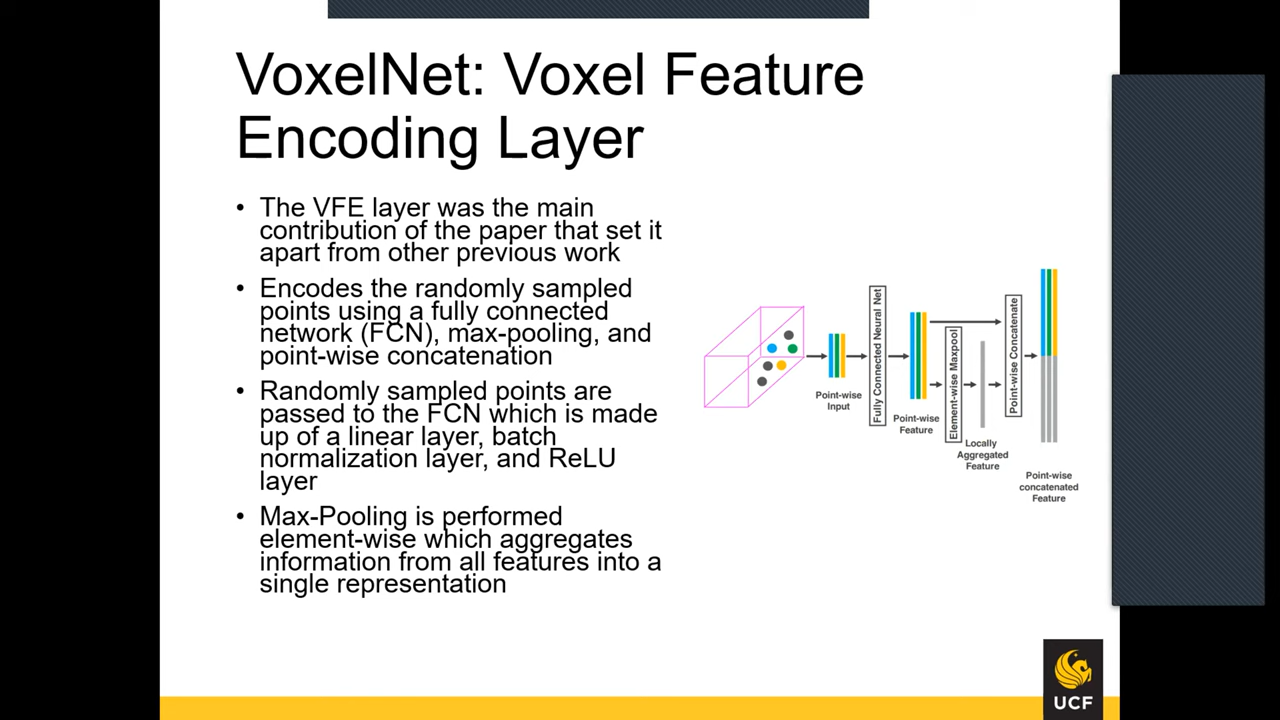 VoxelNet: Voxel Feature
Encoding Layer
• The VFE layer was the main
contribution of the paper that set it
apart from other previous work
• Encodes the randomly sampled
points using a fully connected
network (FCN), max-pooling, and
point-wise concatenation
• Randomly sampled points are
passed to the FCN which is made
up of a linear layer, batch
normalization layer, and ReLU
layer
• Max-Pooling is performed
element-wise which aggregates
information from all features into a
single representation
Point-wise
Input
Fully Connected Neural Net
Point-wise
Feature
Element-wise Maxpool
Locally
Aggregated
Feature
Point-wise Concatenate
Point-wise
concatenated
Feature
UCF